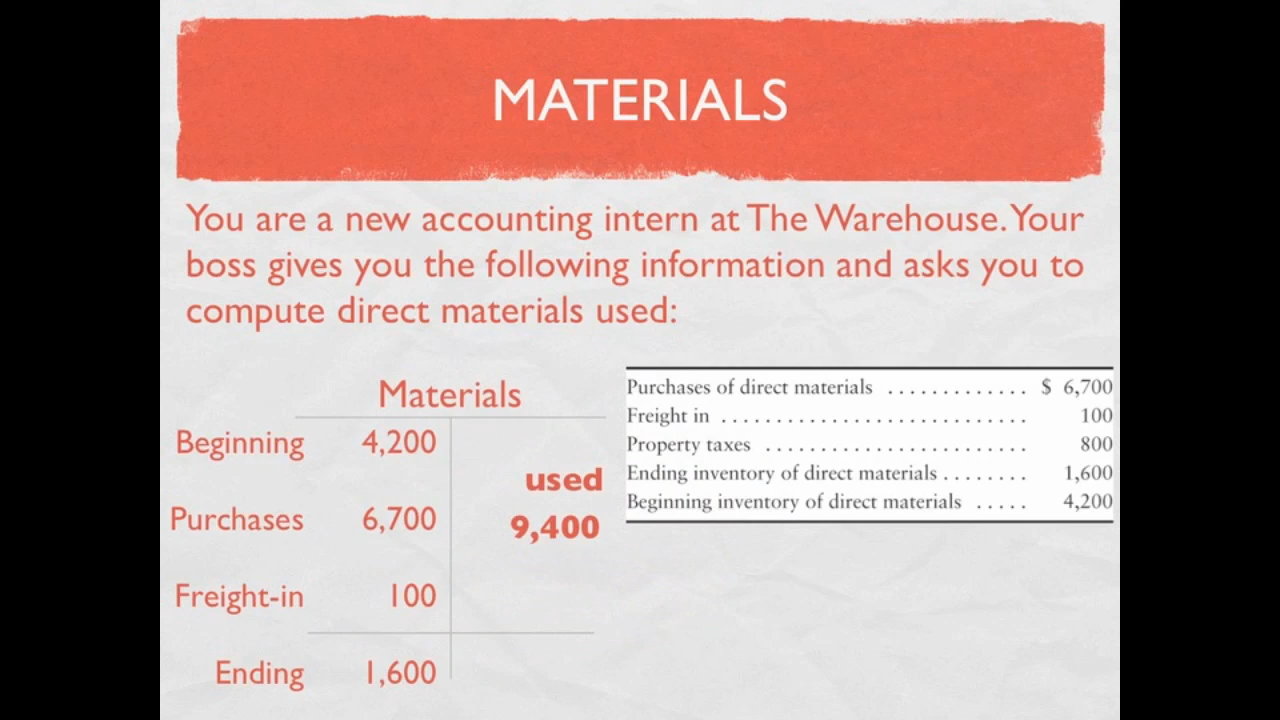 MATERIALS
You are a new accounting intern at The Warehouse. Your
boss gives you the following information and asks you to
compute direct materials used:
Materials
Beginning 4,200
used
Purchases 6,700
9,400
Freight-in 100
Ending 1,600
Purchases of direct materials ............. $ 6,700
Freight in ............................ 100
Property taxes ........................ 800
Ending inventory of direct materials ........ 1,600
Beginning inventory of direct materials ..... 4,200